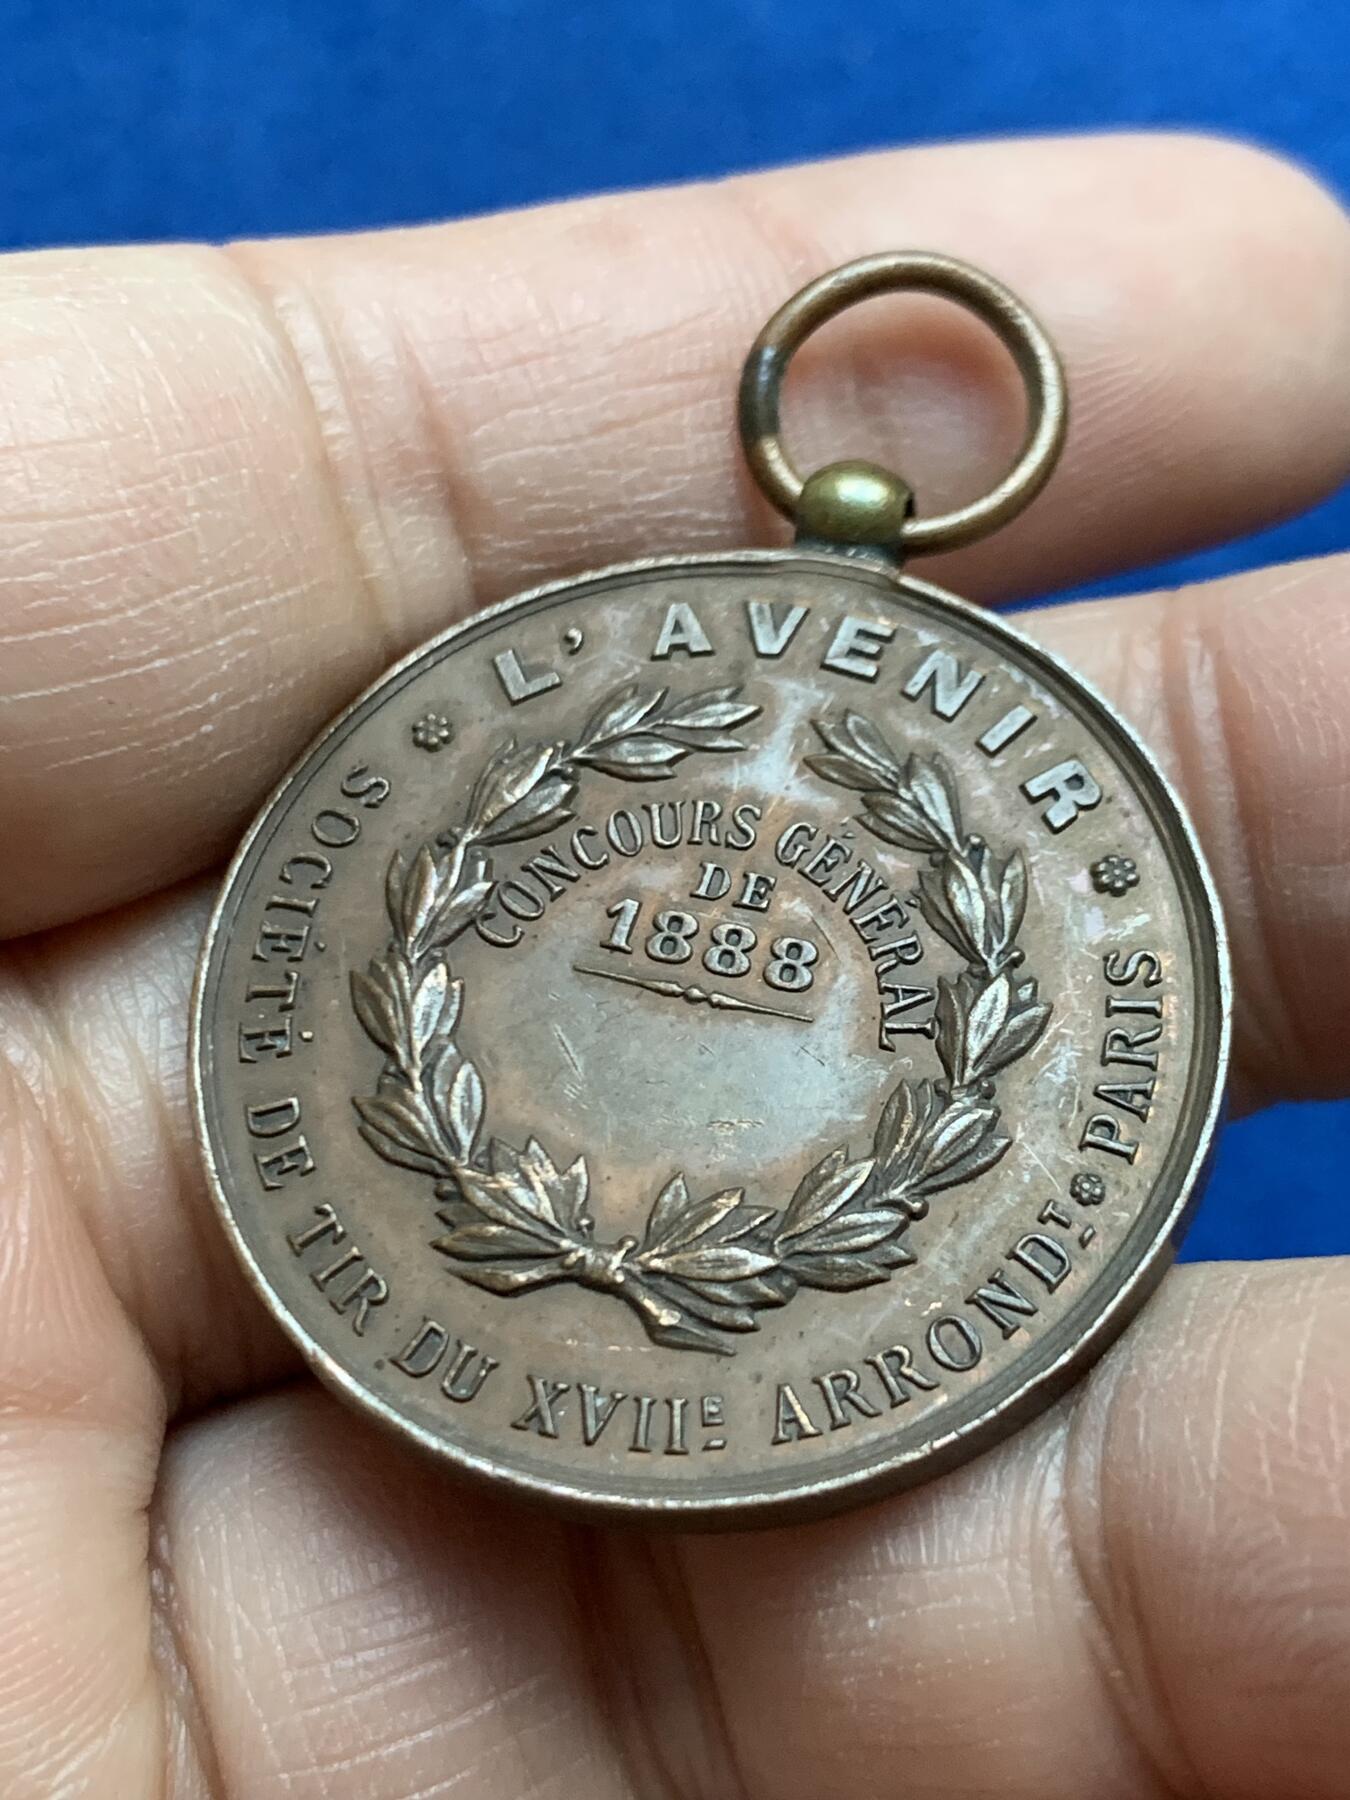 L' AVENIR
SOCIÉTÉ DE TIR DU XVIIE ARRONDT PARIS
CONCOURS GÉNÉRAL
DE
1888